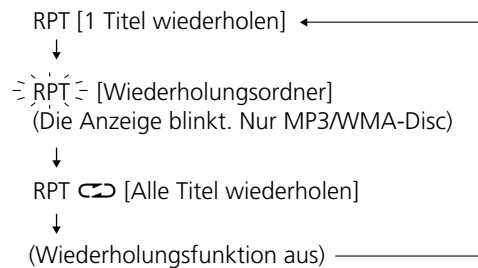 RPT [1 Titel wiederholen]
RPT [Wiederholungsordner]
(Die Anzeige blinkt. Nur MP3/WMA-Disc)
RPT [Alle Titel wiederholen]
(Wiederholungsfunktion aus)